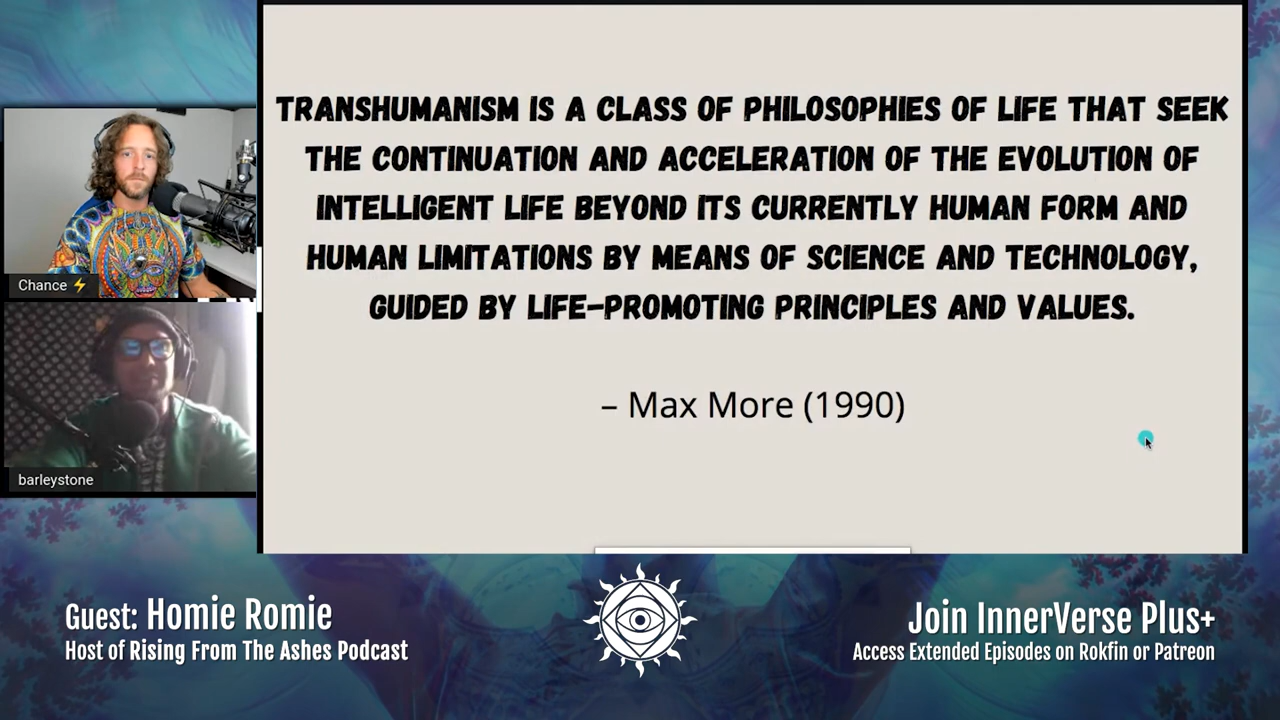 TRANSHUMANISM IS A CLASS OF PHILOSOPHIES OF LIFE THAT SEEK
THE CONTINUATION AND ACCELERATION OF THE EVOLUTION OF
INTELLIGENT LIFE BEYOND ITS CURRENTLY HUMAN FORM AND
HUMAN LIMITATIONS BY MEANS OF SCIENCE AND TECHNOLOGY,
GUIDED BY LIFE-PROMOTING PRINCIPLES AND VALUES.
– Max More (1990)
Chance ⚡
barleystone
Guest: Homie Romie
Host of Rising From The Ashes Podcast
Join InnerVerse Plus+
Access Extended Episodes on Rokfin or Patreon